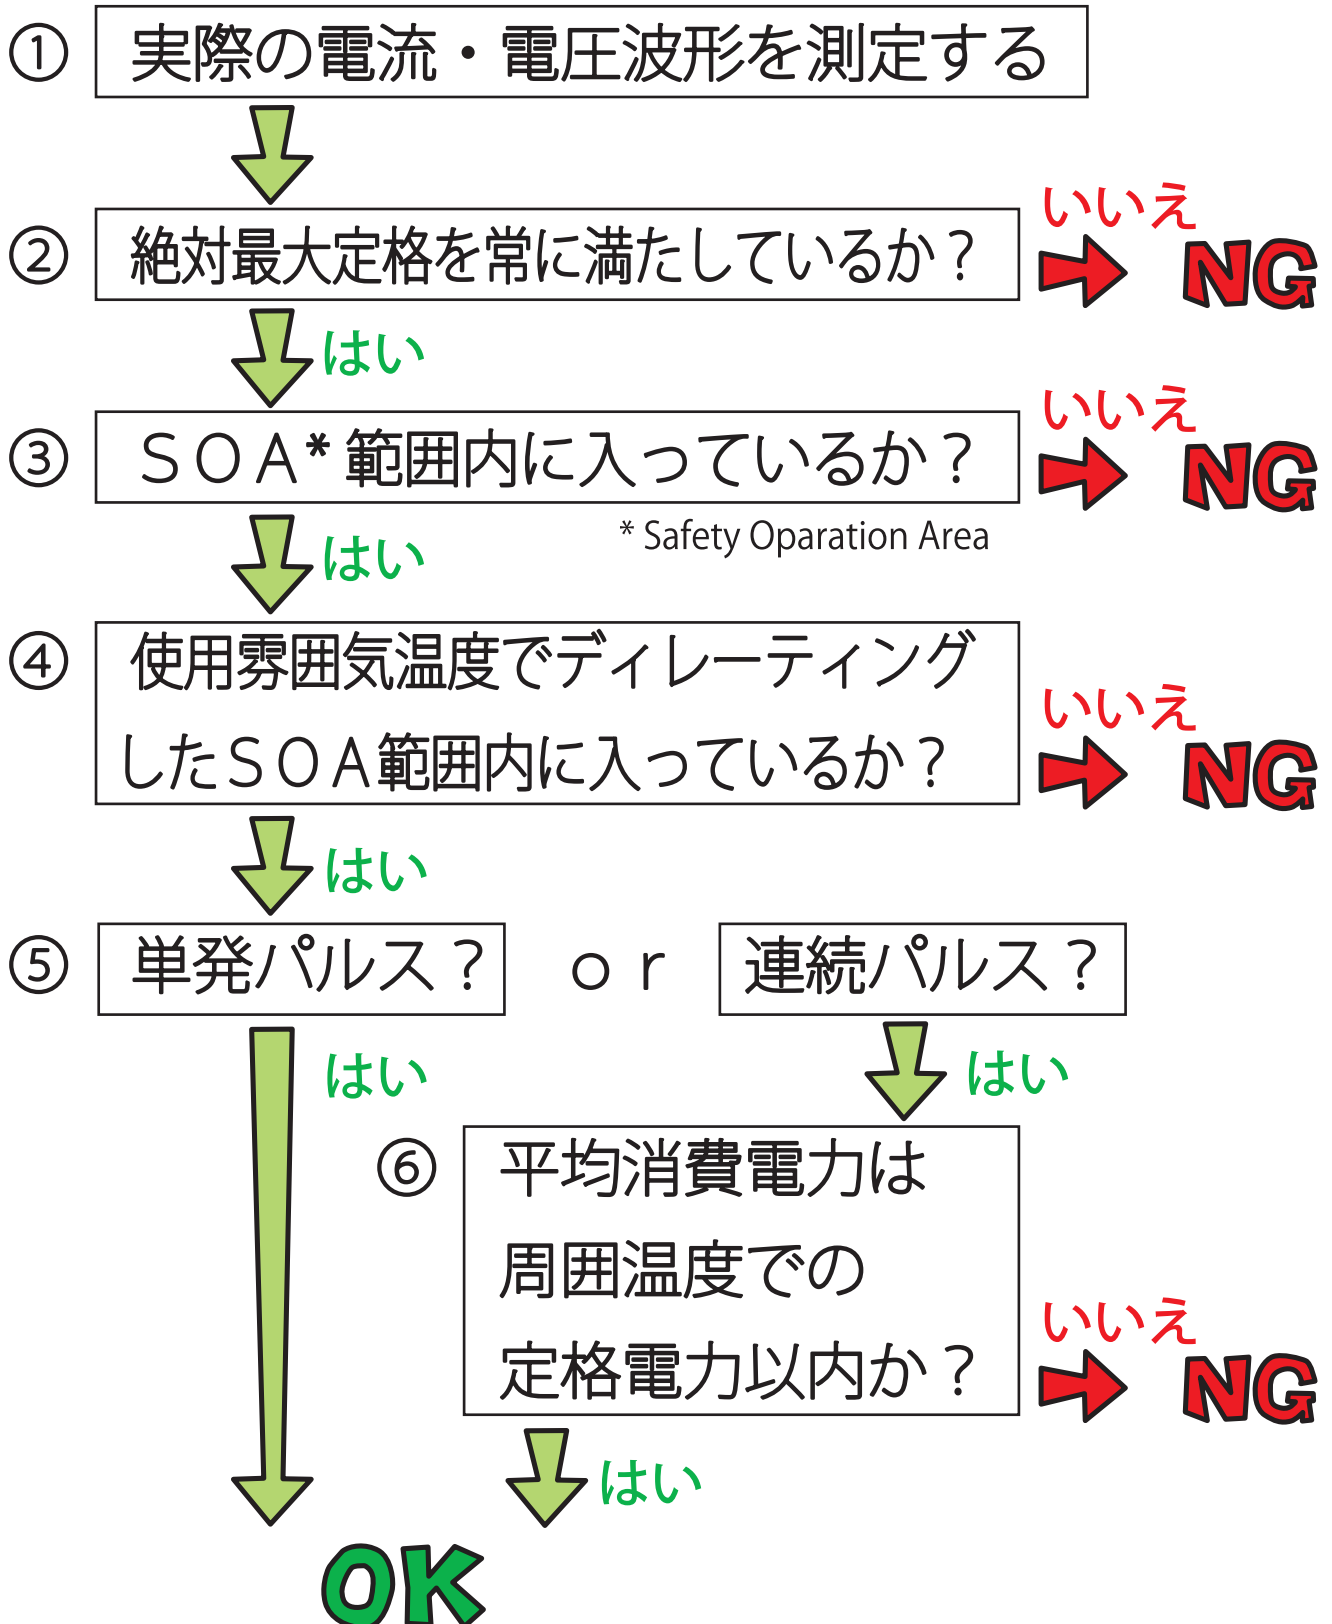 ① 実際の電流・電圧波形を測定する
いいえ
② 絶対最大定格を常に満たしているか？ NG
はい
いいえ
③ ＳＯＡ*範囲内に入っているか？ NG
* Safety Oparation Area
はい
④ 使用雰囲気温度でディレーティング
いいえ
したＳＯＡ範囲内に入っているか？ NG
はい
⑤ 単発パルス？ ｏｒ 連続パルス？
はい はい
⑥ 平均消費電力は
周囲温度での
いいえ
定格電力以内か？ NG
はい
OK